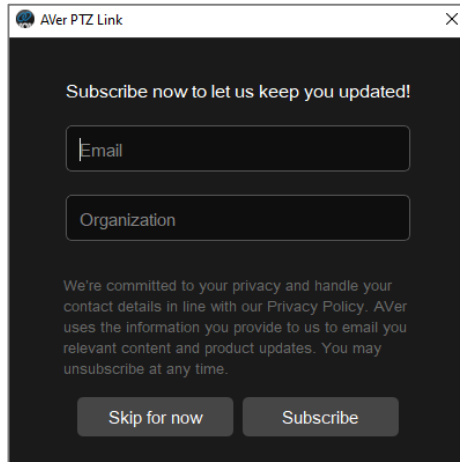 AVer PTZ Link
Subscribe now to let us keep you updated!
Email
Organization
We're committed to your privacy and handle your
contact details in line with our Privacy Policy. AVer
uses the information you provide to us to email you
relevant content and product updates. You may
unsubscribe at any time.
Skip for now
Subscribe